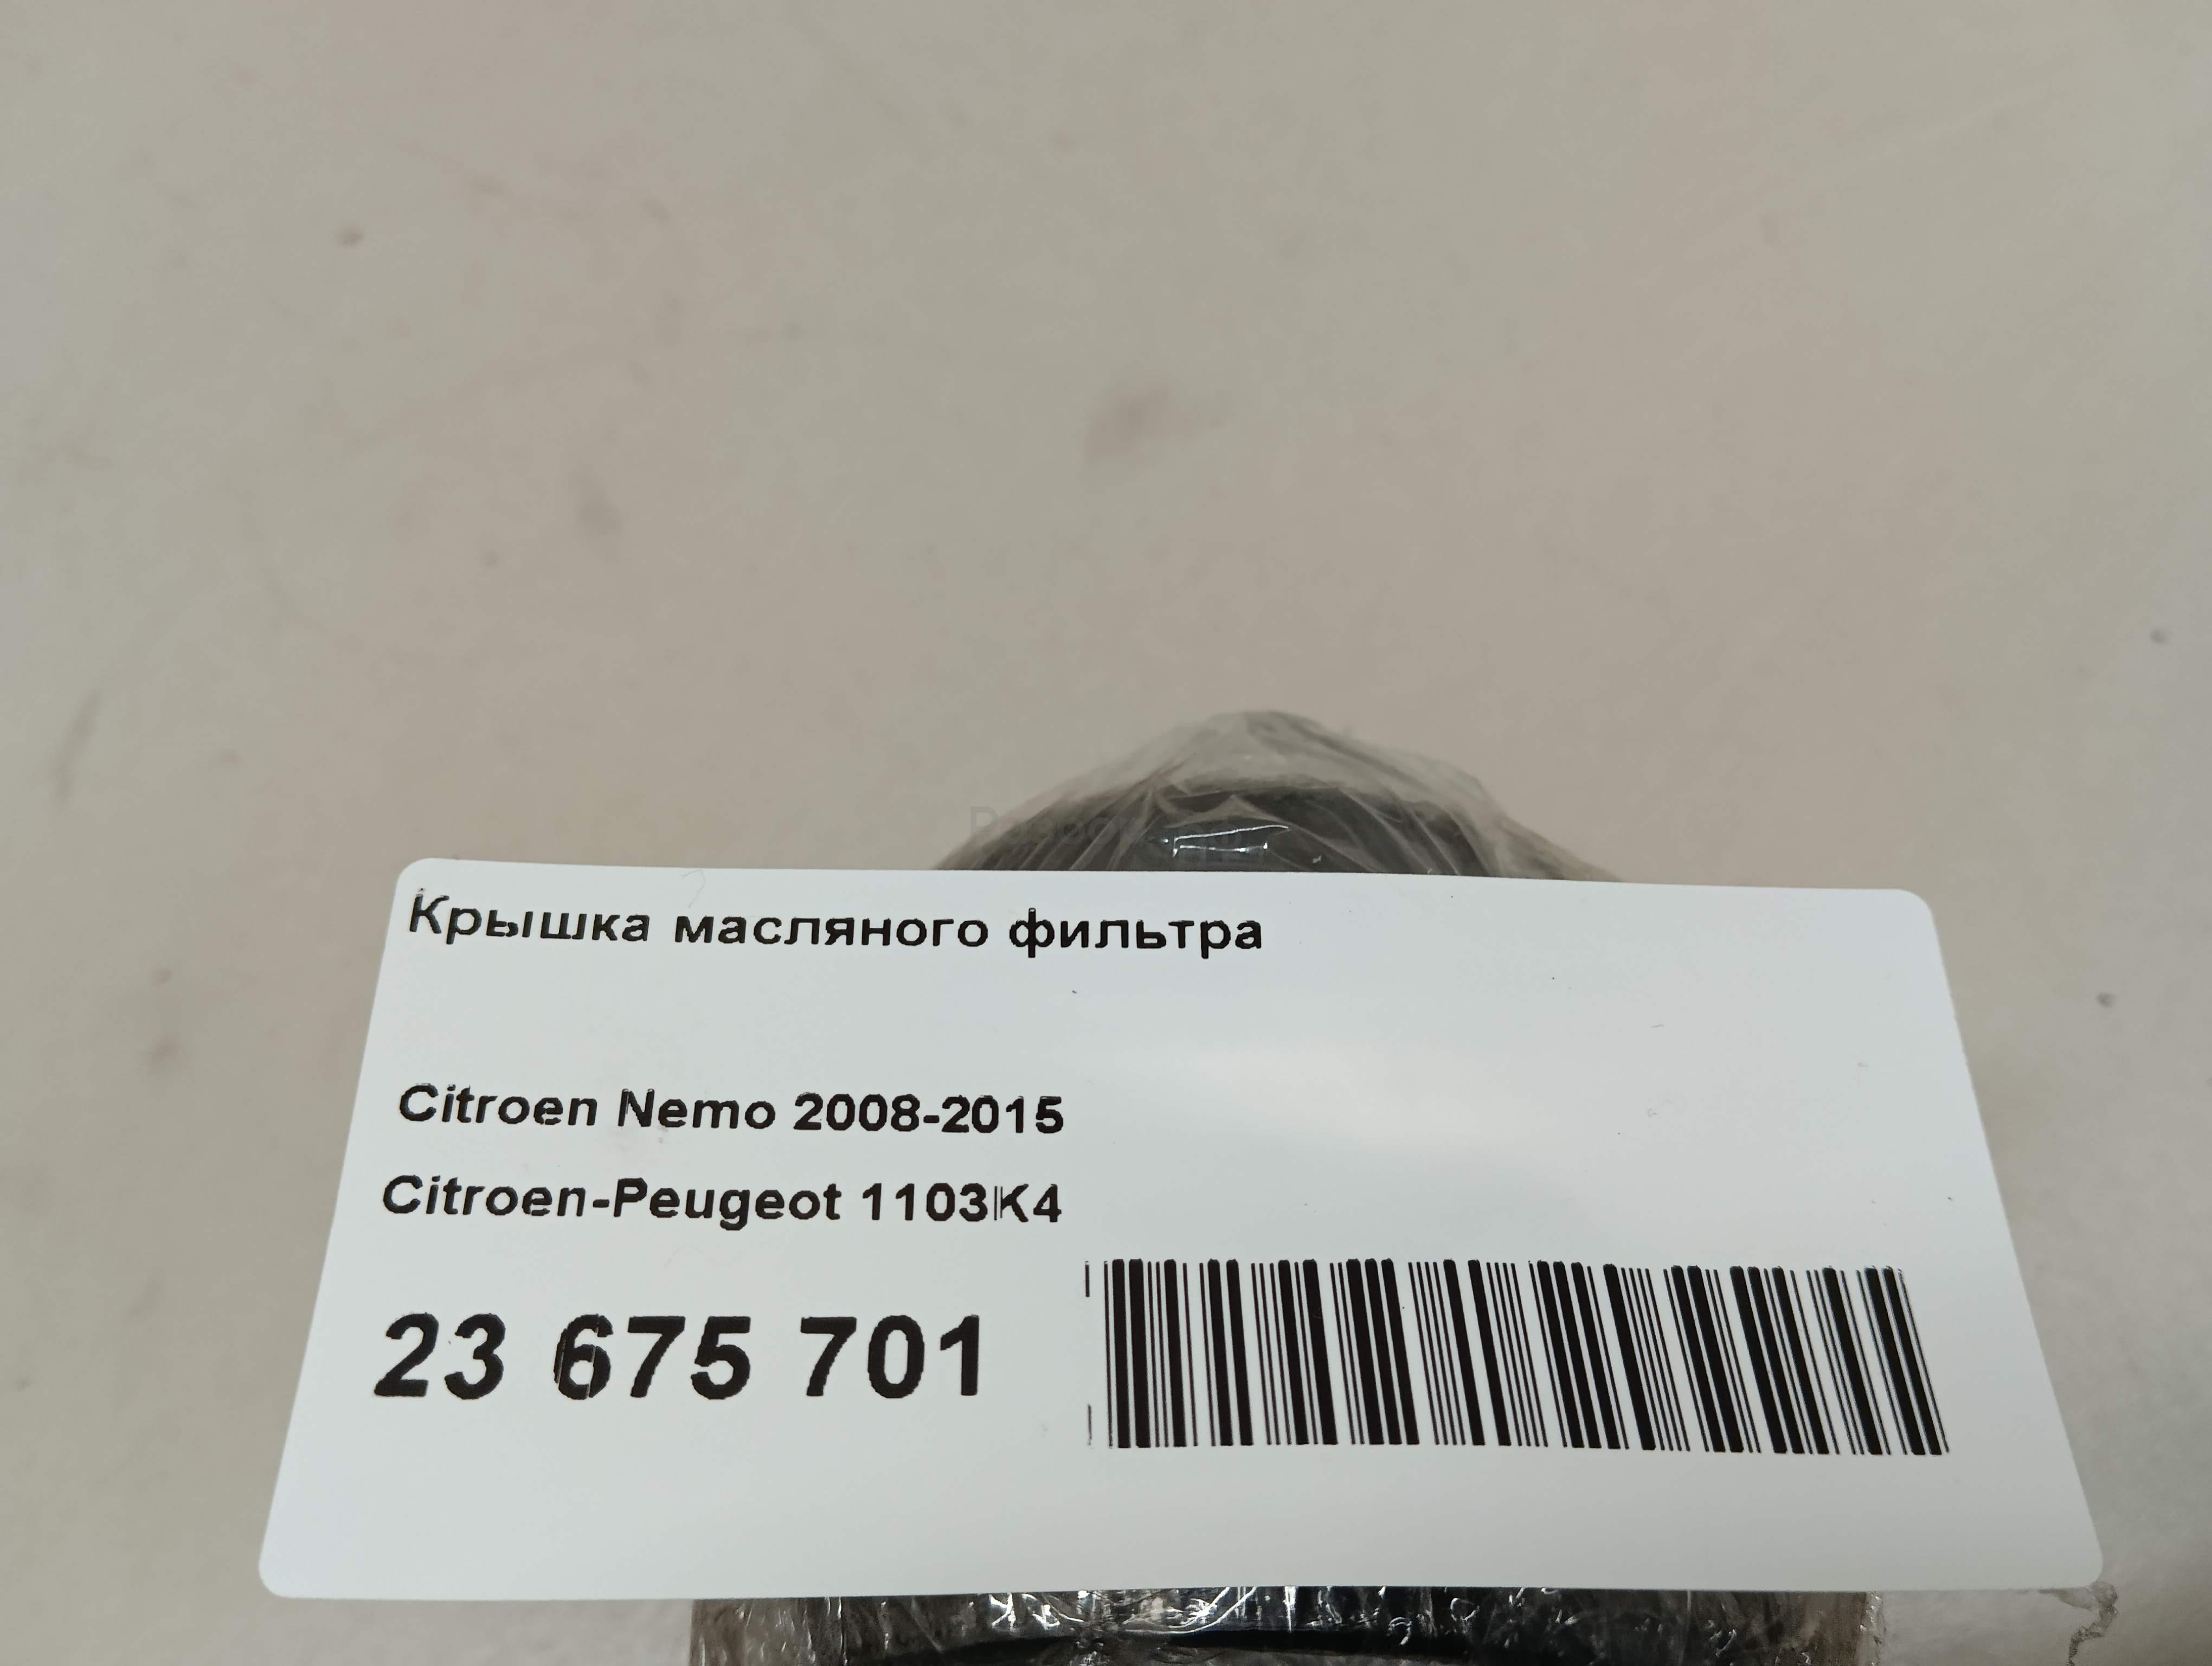 Крышка масляного фильтра
Citroen Nemo 2008-2015
Citroen-Peugeot 1103K4
23 675 701